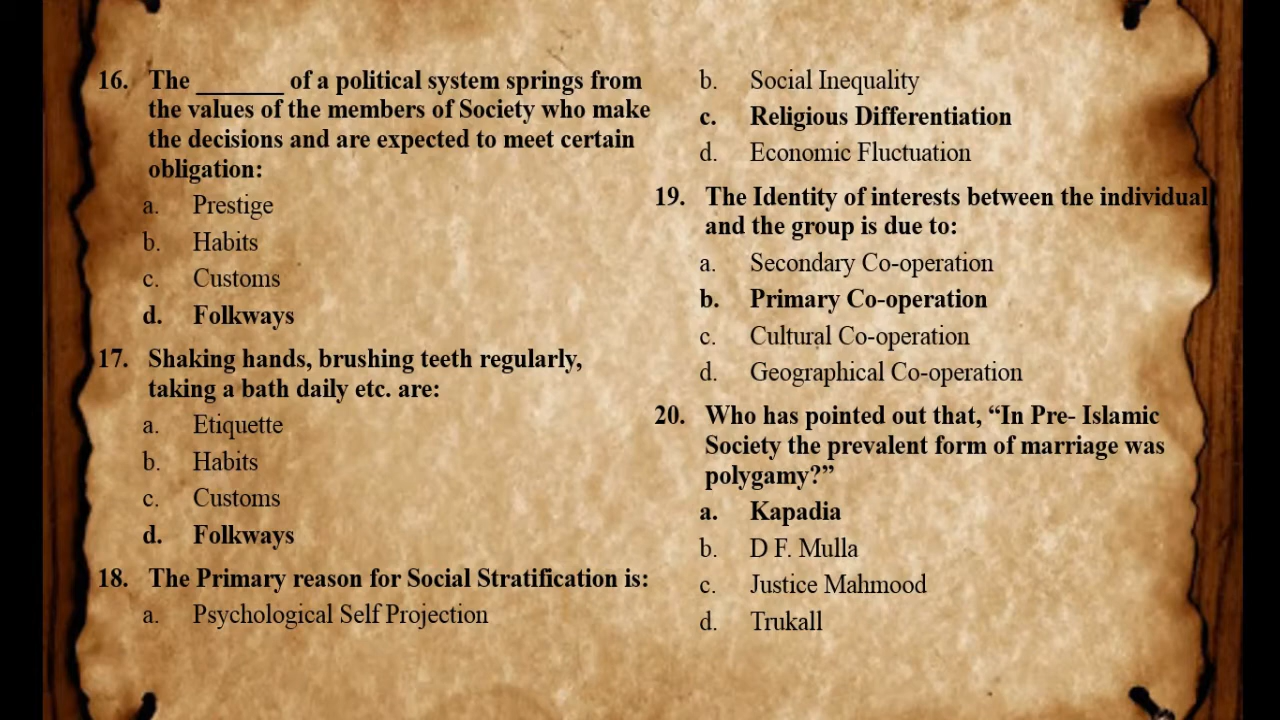 16. The _______ of a political system springs from
the values of the members of Society who make
the decisions and are expected to meet certain
obligation:
a. Prestige
b. Habits
c. Customs
d. Folkways
17. Shaking hands, brushing teeth regularly,
taking a bath daily etc. are:
a. Etiquette
b. Habits
c. Customs
d. Folkways
18. The Primary reason for Social Stratification is:
a. Psychological Self Projection
b. Social Inequality
c. Religious Differentiation
d. Economic Fluctuation
19. The Identity of interests between the individual
and the group is due to:
a. Secondary Co-operation
b. Primary Co-operation
c. Cultural Co-operation
d. Geographical Co-operation
20. Who has pointed out that, “In Pre- Islamic
Society the prevalent form of marriage was
polygamy?”
a. Kapadia
b. D F. Mulla
c. Justice Mahmood
d. Trukall